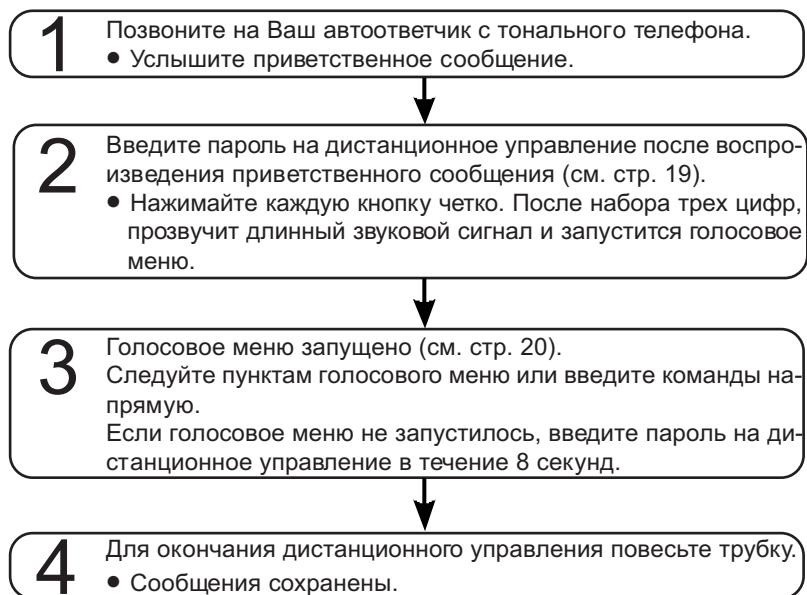 1
Позвоните на Ваш автоответчик с тонального телефона.
● Услышите приветственное сообщение.
2
Введите пароль на дистанционное управление после воспро-
изведения приветственного сообщения (см. стр. 19).
● Нажимайте каждую кнопку четко. После набора трех цифр,
прозвучит длинный звуковой сигнал и запустится голосовое
меню.
3
Голосовое меню запущено (см. стр. 20).
Следуйте пунктам голосового меню или введите команды на-
прямую.
Если голосовое меню не запустилось, введите пароль на ди-
станционное управление в течение 8 секунд.
4
Для окончания дистанционного управления повесьте трубку.
● Сообщения сохранены.